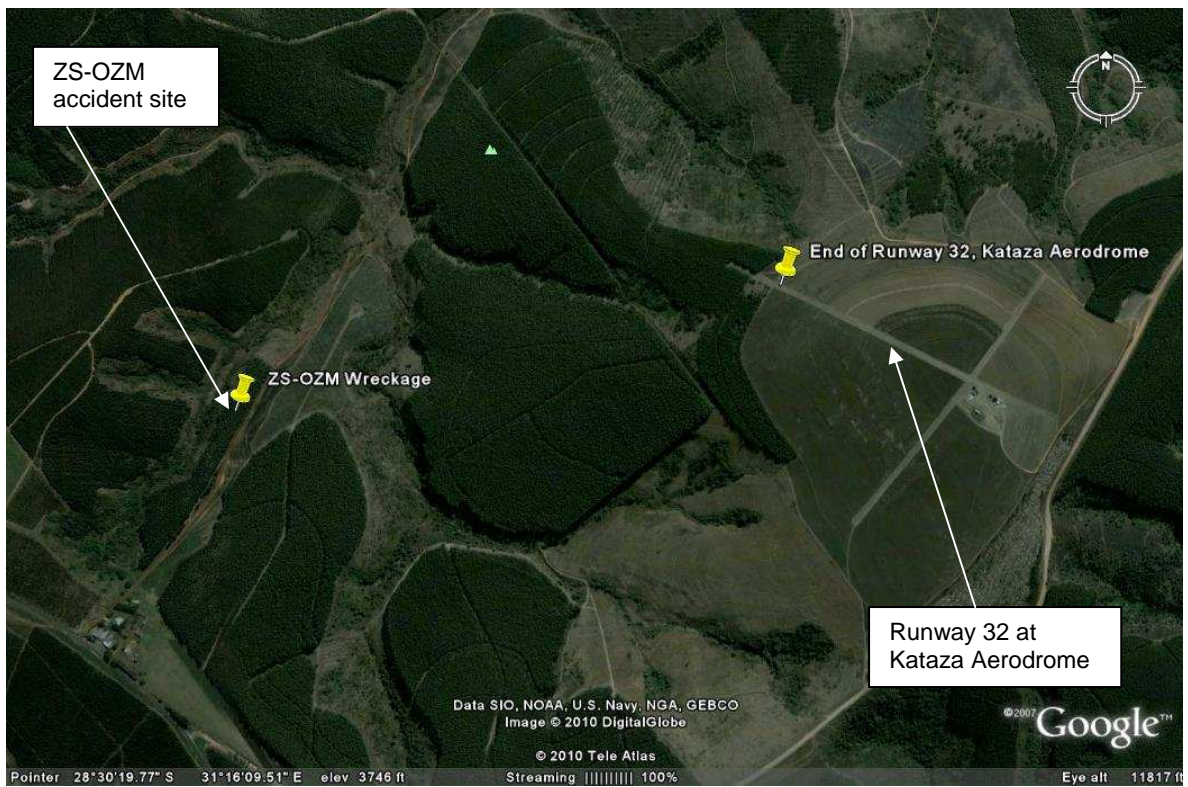 ZS-OZM
accident site
N
End of Runway 32, Kataza Aerodrome
ZS-OZM Wreckage
Runway 32 at
Kataza Aerodrome
Data SIO, NOAA, U.S. Navy, NGA, GEBCO
Image © 2010 DigitalGlobe
© 2010 Tele Atlas
©2007 Google™
Pointer 28°30'19.77" S 31°16'09.51" E elev 3746 ft Streaming |||||||||| 100% Eye alt 11817 ft